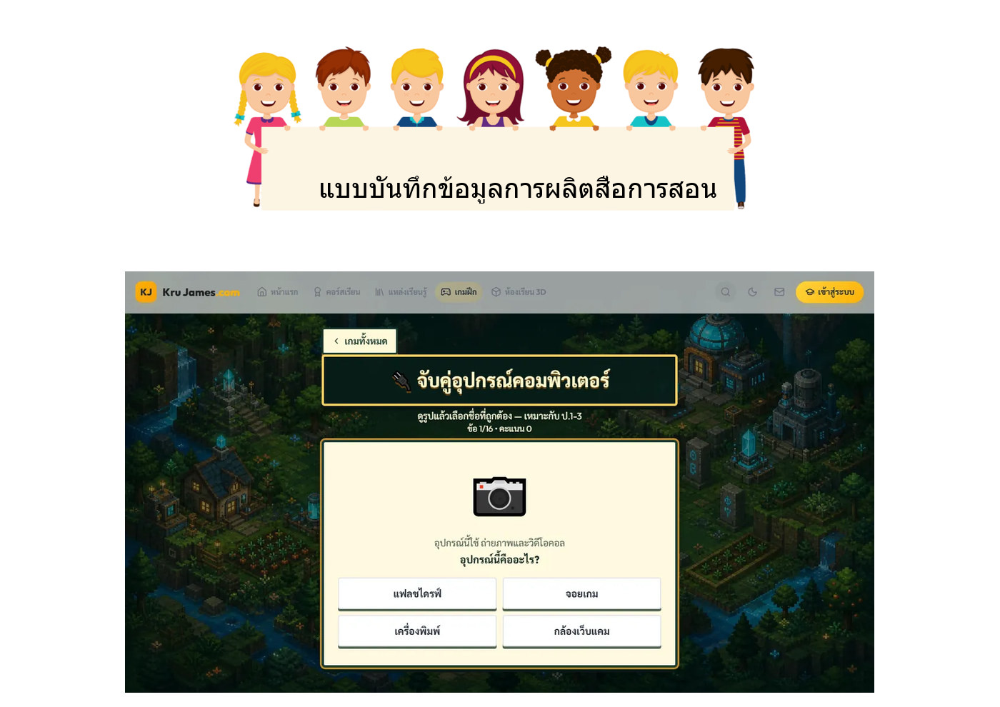 แบบบันทึกข้อมูลการผลิตสื่อการสอน
KJ Kru James.com หน้าแรก คอร์สเรียน แหล่งเรียนรู้ เกมฝึก ห้องเรียน 3D เข้าสู่ระบบ
เกมทั้งหมด
จับคู่อุปกรณ์คอมพิวเตอร์
ดูรูปแล้วเลือกชื่อที่ถูกต้อง — เหมาะกับ ป.1-3
ข้อ 1/16 • คะแนน 0
อุปกรณ์นี้ใช้ ถ่ายภาพและวิดีโอคอล
อุปกรณ์นี้คืออะไร?
แฟลชไดรฟ์ จอยเกม
เครื่องพิมพ์ กล้องเว็บแคม